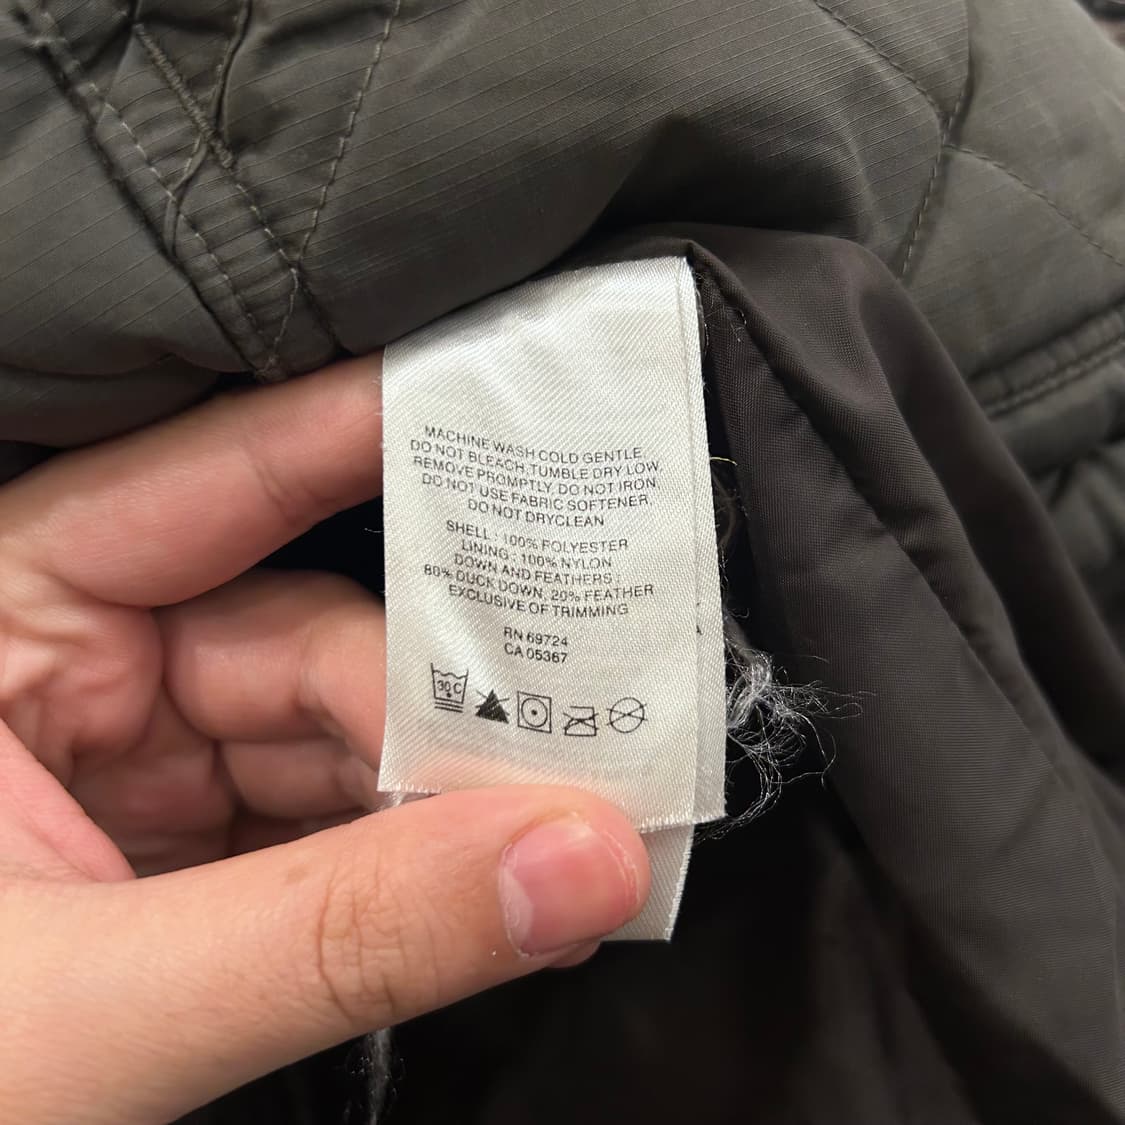 MACHINE WASH COLD GENTLE,
DO NOT BLEACH, TUMBLE DRY LOW,
REMOVE PROMPTLY, DO NOT IRON,
DO NOT USE FABRIC SOFTENER,
DO NOT DRYCLEAN
SHELL : 100% POLYESTER
LINING : 100% NYLON
DOWN AND FEATHERS :
80% DUCK DOWN, 20% FEATHER
EXCLUSIVE OF TRIMMING
RN 69724
CA 05367
30 C
A